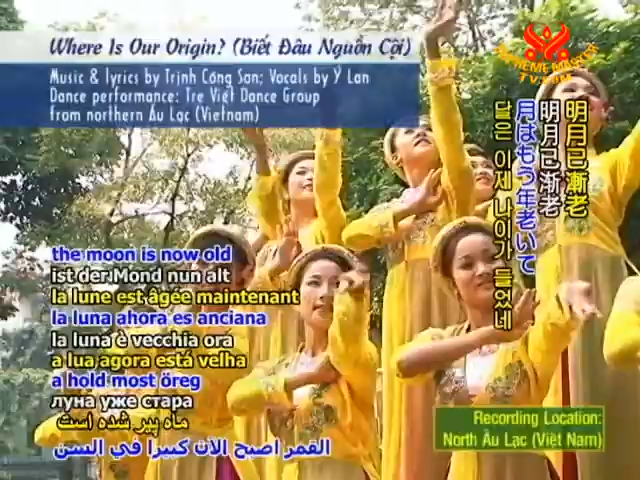 Where Is Our Origin? (Biết Đâu Nguồn Cội)
Music & lyrics by Trịnh Công Sơn; Vocals by Ý Lan
Dance performance: Tre Việt Dance Group
from northern Âu Lạc (Vietnam)
SUPREME MASTER
TV.COM
明月已漸老
明月已渐老
月はもう年老いて
달은 이제 나이가 들었네
the moon is now old
ist der Mond nun alt
la lune est âgée maintenant
la luna ahora es anciana
la luna è vecchia ora
a lua agora está velha
a hold most öreg
луна уже стара
ماه پیر شده است
القمر اصبح الآن كبيرا في السن
Recording Location:
North Âu Lạc (Việt Nam)